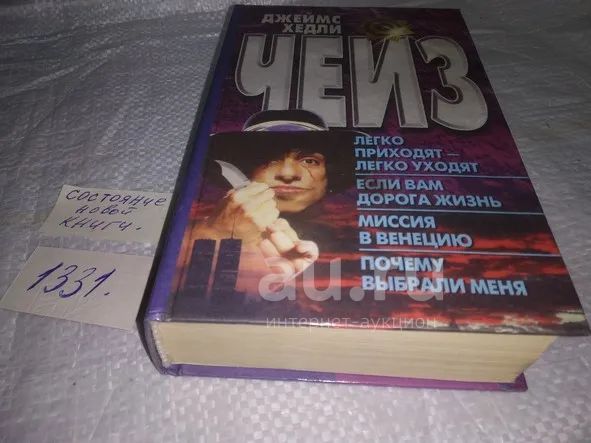 ДЖЕЙМС
ХЕДЛИ
ЧЕЙЗ
ЛЕГКО
ПРИХОДЯТ –
ЛЕГКО УХОДЯТ
ЕСЛИ ВАМ
ДОРОГА ЖИЗНЬ
МИССИЯ
В ВЕНЕЦИЮ
ПОЧЕМУ
ВЫБРАЛИ МЕНЯ
состояние
новой
книги.
1331.
au.ru
интернет-аукцион